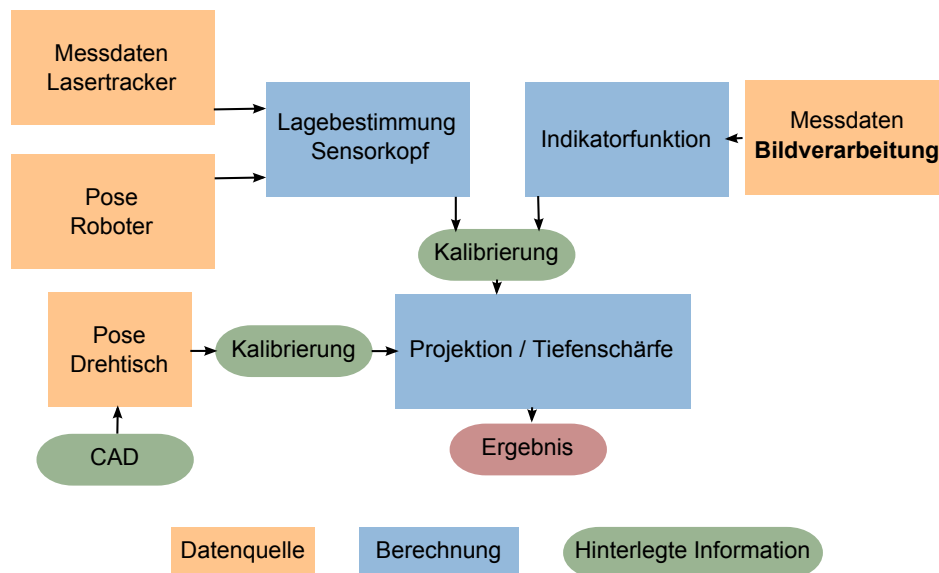 Messdaten
Lasertracker
Lagebestimmung
Sensorkopf
Indikatorfunktion
Messdaten
Bildverarbeitung
Pose
Roboter
Kalibrierung
Pose
Drehtisch
Kalibrierung
Projektion / Tiefenschärfe
CAD
Ergebnis
Datenquelle
Berechnung
Hinterlegte Information